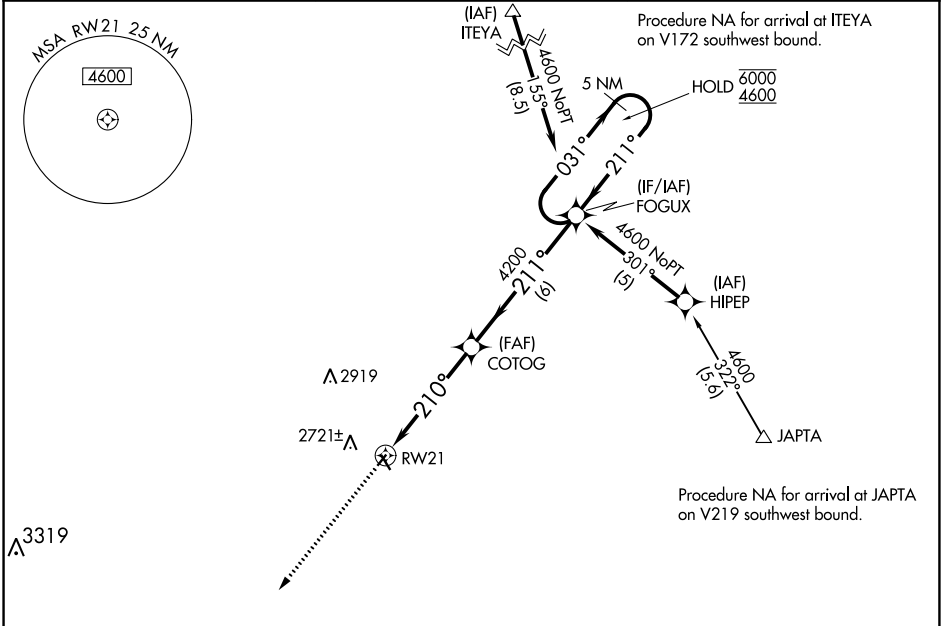 MSA RW21 25 NM
4600
(IAF)
ITEYA
4600 NoPT
155°
(8.5)
Procedure NA for arrival at ITEYA
on V172 southwest bound.
5 NM
HOLD 6000
4600
031°
211°
(IF/IAF)
FOGUX
4600 NoPT
301°
(5)
(IAF)
HIPEP
4200
211°
(6)
(FAF)
COTOG
4600
322°
(5.6)
JAPTA
2919
210°
2721±
RW21
Procedure NA for arrival at JAPTA
on V219 southwest bound.
3319